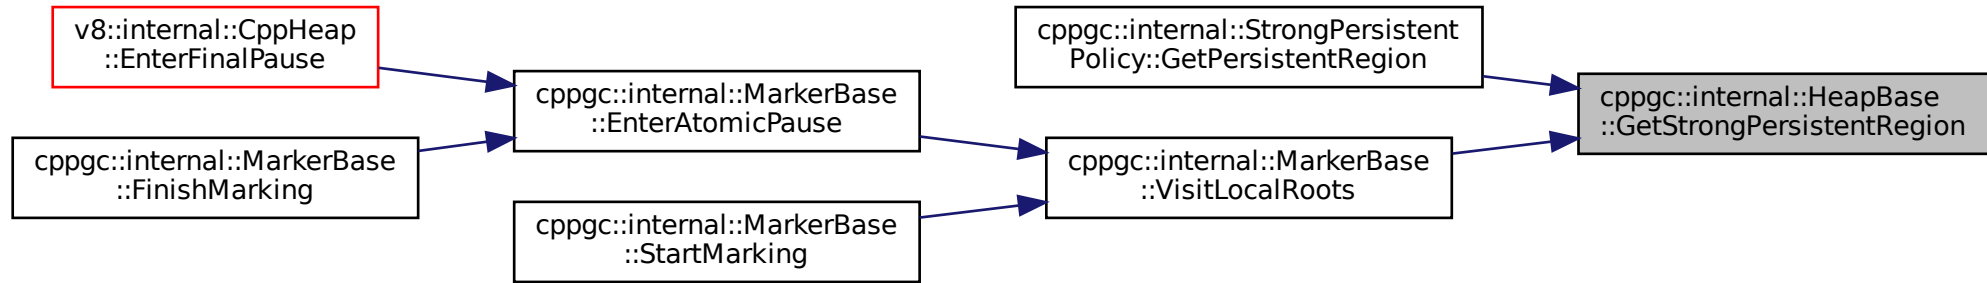 v8::internal::CppHeap
::EnterFinalPause
cppgc::internal::MarkerBase
::FinishMarking
cppgc::internal::MarkerBase
::EnterAtomicPause
cppgc::internal::MarkerBase
::StartMarking
cppgc::internal::StrongPersistent
Policy::GetPersistentRegion
cppgc::internal::MarkerBase
::VisitLocalRoots
cppgc::internal::HeapBase
::GetStrongPersistentRegion